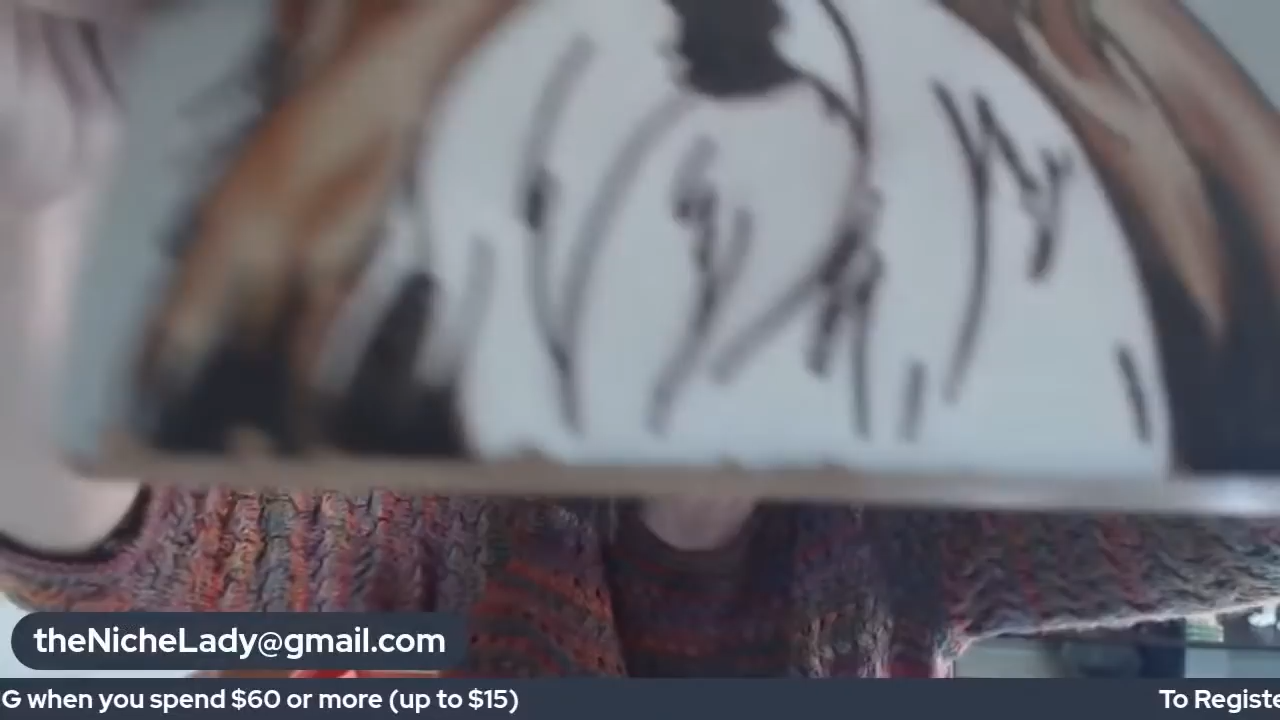 theNicheLady@gmail.com
G when you spend $60 or more (up to $15)
To Registe